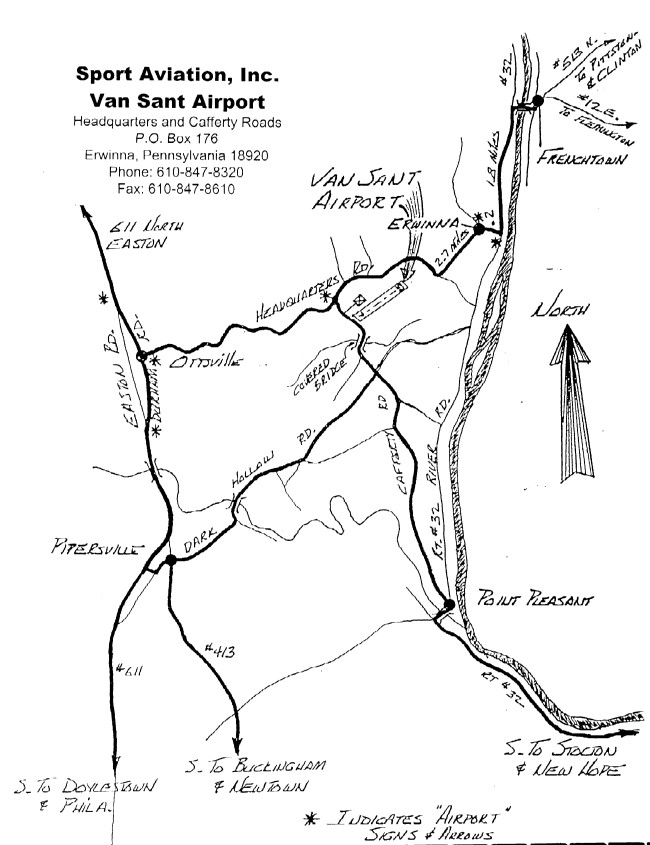 Sport Aviation, Inc.
Van Sant Airport
Headquarters and Cafferty Roads
P.O. Box 176
Erwinna, Pennsylvania 18920
Phone: 610-847-8320
Fax: 610-847-8610
#32
#513 N.
TO PITTSTOWN
& CLINTON
#12 E.
TO FLEMINGTON
FRENCHTOWN
1.3 MILES
VAN SANT
AIRPORT
ERWINNA
.2
2.7 MILES
611 NORTH
EASTON
HEADQUARTERS RD.
NORTH
EASTON RD.
DURHAM RD.
OTTSVILLE
COVERED
BRIDGE
CAFFERTY RD
RT. #32 RIVER RD.
DARK HOLLOW RD.
PIPERSVILLE
POINT PLEASANT
#611
#413
RT #32
S. TO DOYLESTOWN
& PHILA.
S. TO BUCKINGHAM
& NEWTOWN
S. TO STOCTON
& NEW HOPE
* INDICATES "AIRPORT"
SIGNS & ARROWS